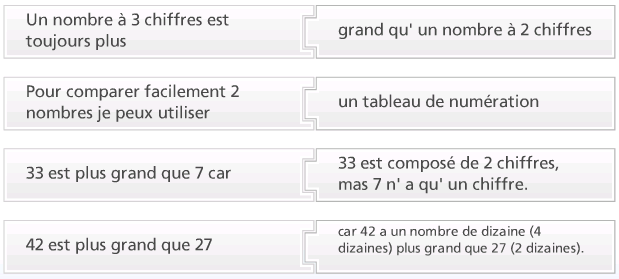 Un nombre à 3 chiffres est
toujours plus
grand qu' un nombre à 2 chiffres
Pour comparer facilement 2
nombres je peux utiliser
un tableau de numération
33 est plus grand que 7 car
33 est composé de 2 chiffres,
mas 7 n' a qu' un chiffre.
42 est plus grand que 27
car 42 a un nombre de dizaine (4
dizaines) plus grand que 27 (2 dizaines).